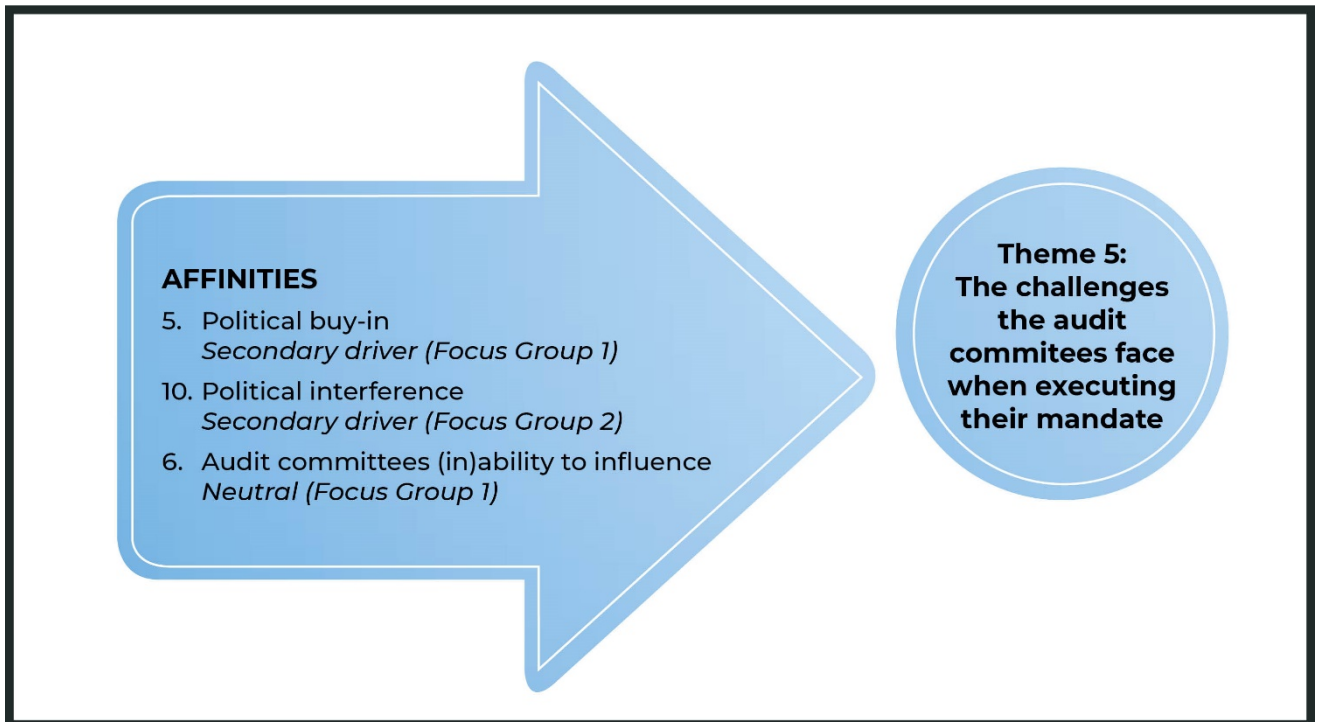 AFFINITIES
5. Political buy-in
Secondary driver (Focus Group 1)
10. Political interference
Secondary driver (Focus Group 2)
6. Audit committees (in)ability to influence
Neutral (Focus Group 1)
Theme 5:
The challenges
the audit
commitees face
when executing
their mandate